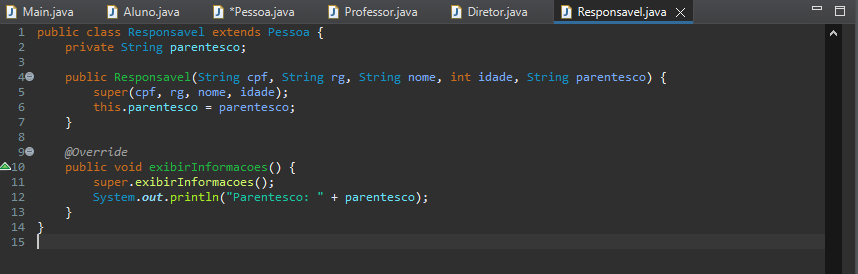 Main.java Aluno.java *Pessoa.java Professor.java Diretor.java Responsavel.java
1 public class Responsavel extends Pessoa {
2     private String parentesco;
3
4     public Responsavel(String cpf, String rg, String nome, int idade, String parentesco) {
5         super(cpf, rg, nome, idade);
6         this.parentesco = parentesco;
7     }
8
9     @Override
10     public void exibirInformacoes() {
11         super.exibirInformacoes();
12         System.out.println("Parentesco: " + parentesco);
13     }
14 }
15